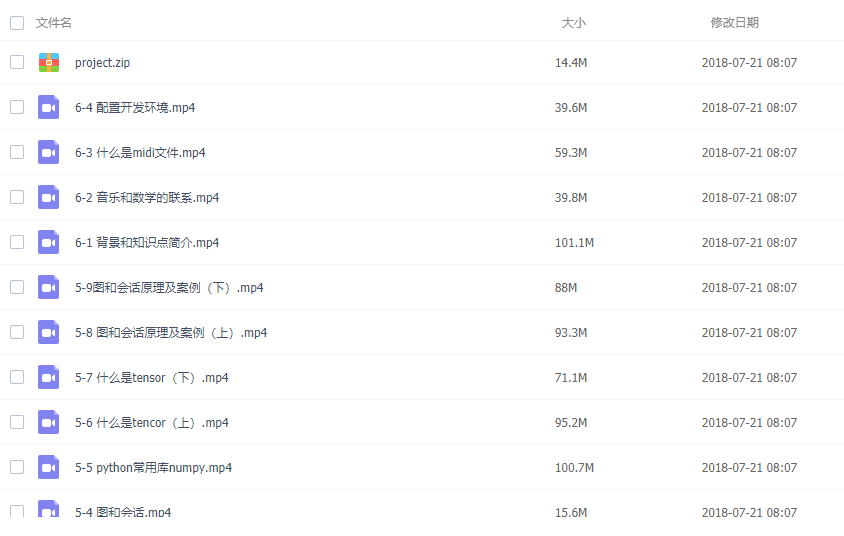 文件名 大小 修改日期
project.zip 14.4M 2018-07-21 08:07
6-4 配置开发环境.mp4 39.6M 2018-07-21 08:07
6-3 什么是midi文件.mp4 59.3M 2018-07-21 08:07
6-2 音乐和数学的联系.mp4 39.8M 2018-07-21 08:07
6-1 背景和知识点简介.mp4 101.1M 2018-07-21 08:07
5-9图和会话原理及案例（下）.mp4 88M 2018-07-21 08:07
5-8 图和会话原理及案例（上）.mp4 93.3M 2018-07-21 08:07
5-7 什么是tensor（下）.mp4 71.1M 2018-07-21 08:07
5-6 什么是tencor（上）.mp4 95.2M 2018-07-21 08:07
5-5 python常用库numpy.mp4 100.7M 2018-07-21 08:07
5-4 图和会话.mp4 15.6M 2018-07-21 08:07